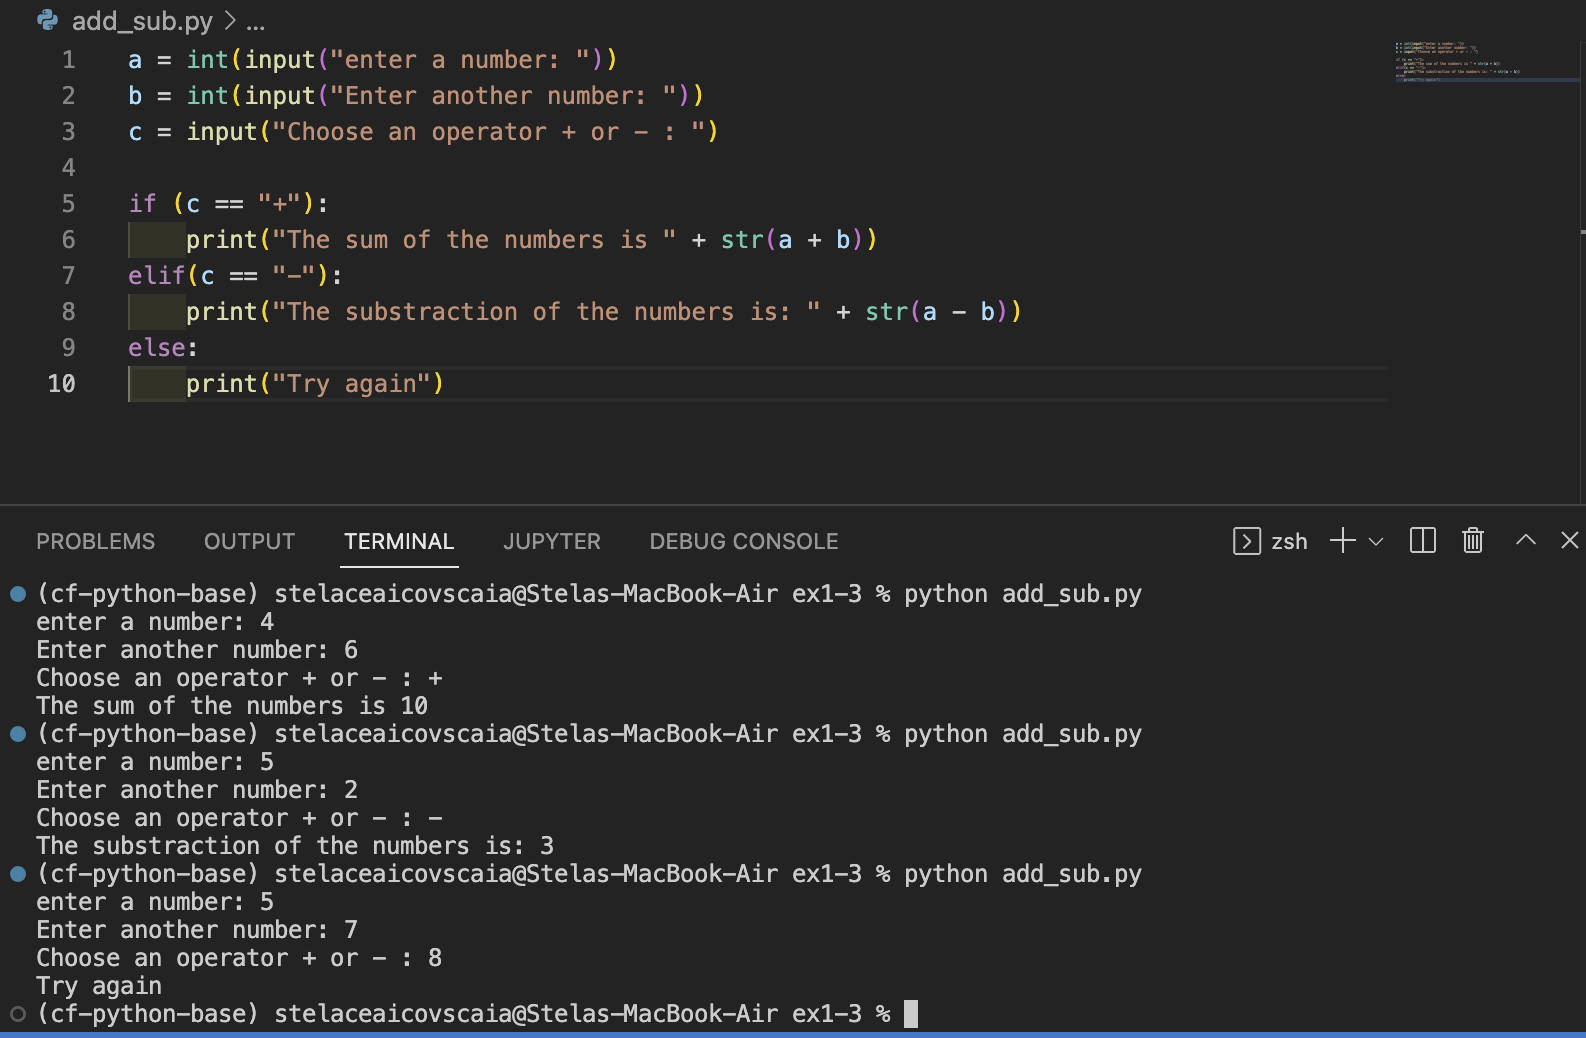 add_sub.py > ...
1 a = int(input("enter a number: "))
2 b = int(input("Enter another number: "))
3 c = input("Choose an operator + or - : ")
4
5 if (c == "+"):
6     print("The sum of the numbers is " + str(a + b))
7 elif(c == "-"):
8     print("The substraction of the numbers is: " + str(a - b))
9 else:
10     print("Try again")
PROBLEMS OUTPUT TERMINAL JUPYTER DEBUG CONSOLE zsh
(cf-python-base) stelaceaicovscaia@Stelas-MacBook-Air ex1-3 % python add_sub.py
enter a number: 4
Enter another number: 6
Choose an operator + or - : +
The sum of the numbers is 10
(cf-python-base) stelaceaicovscaia@Stelas-MacBook-Air ex1-3 % python add_sub.py
enter a number: 5
Enter another number: 2
Choose an operator + or - : -
The substraction of the numbers is: 3
(cf-python-base) stelaceaicovscaia@Stelas-MacBook-Air ex1-3 % python add_sub.py
enter a number: 5
Enter another number: 7
Choose an operator + or - : 8
Try again
(cf-python-base) stelaceaicovscaia@Stelas-MacBook-Air ex1-3 %